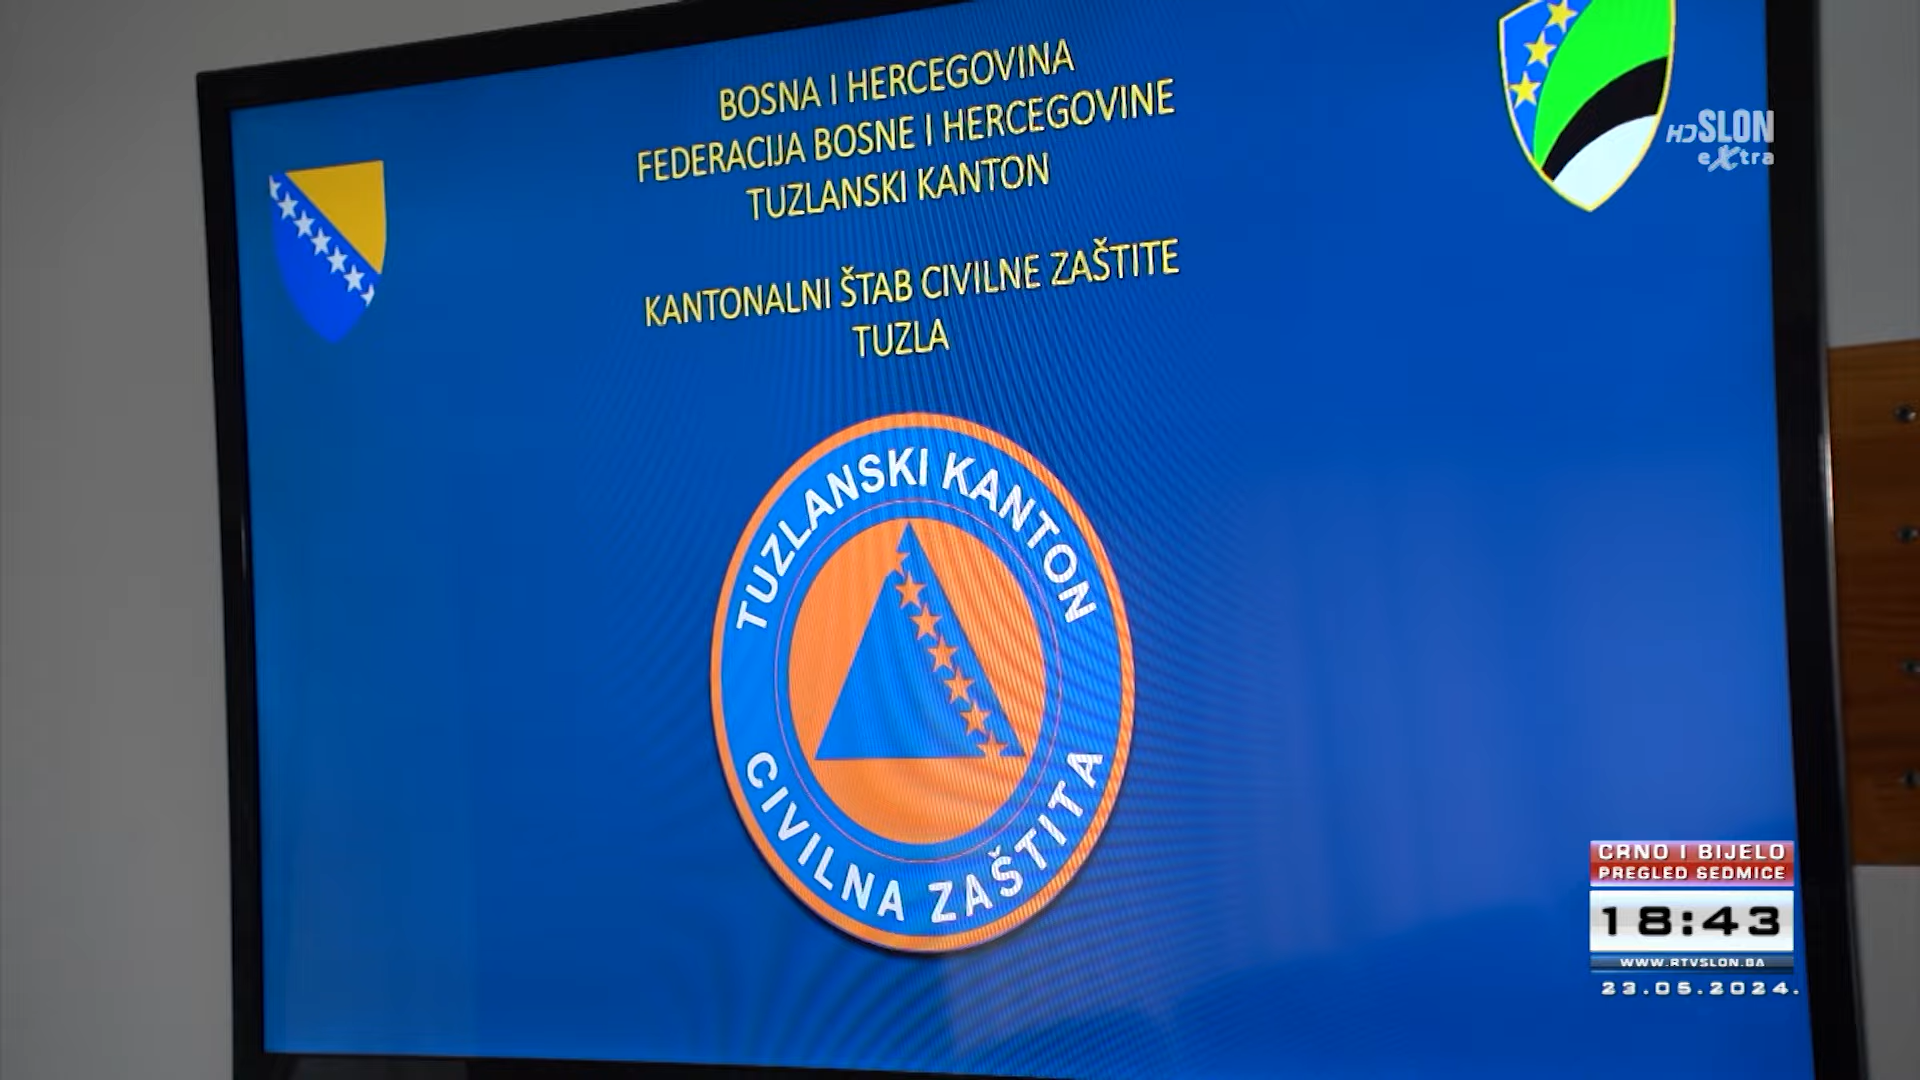 BOSNA I HERCEGOVINA
FEDERACIJA BOSNE I HERCEGOVINE
TUZLANSKI KANTON
KANTONALNI ŠTAB CIVILNE ZAŠTITE
TUZLA
TUZLANSKI KANTON
CIVILNA ZAŠTITA
HD SLON
eXtra
CRNO I BIJELO
PREGLED SEDMICE
18:43
WWW.RTVSLON.BA
23.05.2024.